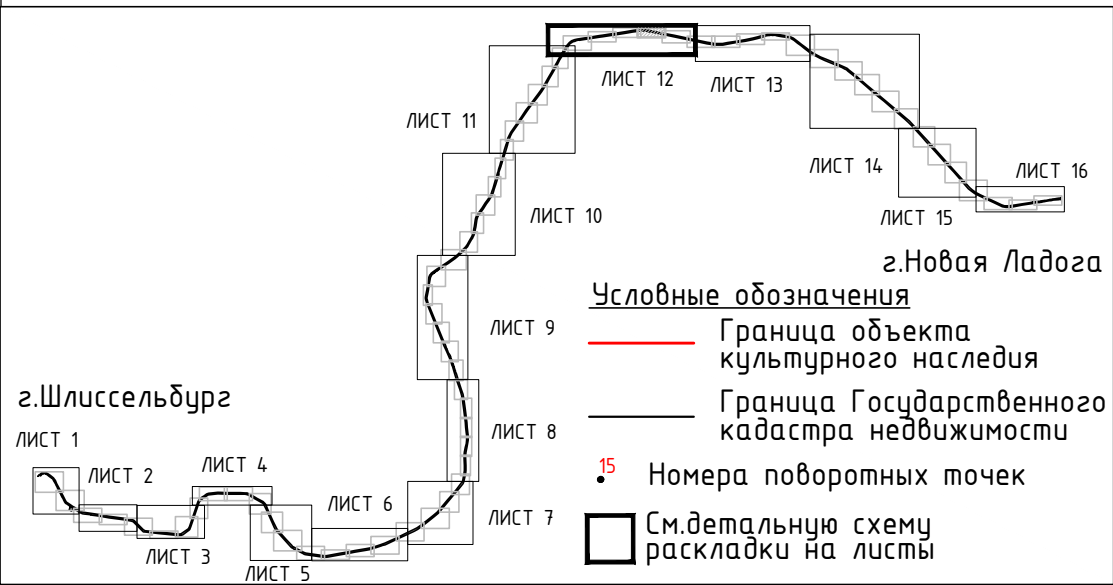 ЛИСТ 12
ЛИСТ 13
ЛИСТ 11
ЛИСТ 14
ЛИСТ 16
ЛИСТ 10
ЛИСТ 15
г.Новая Ладога
Условные обозначения
ЛИСТ 9
Граница объекта
культурного наследия
г.Шлиссельбург
Граница Государственного
кадастра недвижимости
ЛИСТ 8
ЛИСТ 1
ЛИСТ 2
ЛИСТ 4
15
Номера поворотных точек
ЛИСТ 6
ЛИСТ 7
См.детальную схему
раскладки на листы
ЛИСТ 3
ЛИСТ 5